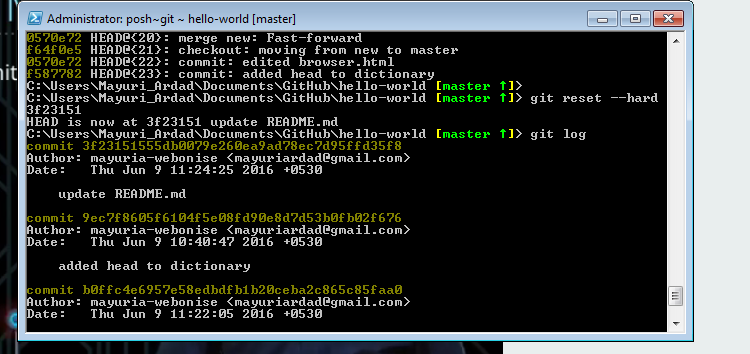 Administrator: posh~git ~ hello-world [master]
0570e72 HEAD@{20}: merge new: Fast-forward
f64f0e5 HEAD@{21}: checkout: moving from new to master
0570e72 HEAD@{22}: commit: edited browser.html
f587782 HEAD@{23}: commit: added head to dictionary
C:\Users\Mayuri_Ardad\Documents\GitHub\hello-world [master ↑]>
C:\Users\Mayuri_Ardad\Documents\GitHub\hello-world [master ↑]> git reset --hard
3f23151
HEAD is now at 3f23151 update README.md
C:\Users\Mayuri_Ardad\Documents\GitHub\hello-world [master ↑]> git log
commit 3f23151555db0079e260ea9ad78ec7d95ffd35f8
Author: mayuria-webonise <mayuriardad@gmail.com>
Date:   Thu Jun 9 11:24:25 2016 +0530
    update README.md
commit 9ec7f8605f6104f5e08fd90e8d7d53b0fb02f676
Author: mayuria-webonise <mayuriardad@gmail.com>
Date:   Thu Jun 9 10:40:47 2016 +0530
    added head to dictionary
commit b0ffc4e6957e58edbdfb1b20ceba2c865c85faa0
Author: mayuria-webonise <mayuriardad@gmail.com>
Date:   Thu Jun 9 11:22:05 2016 +0530